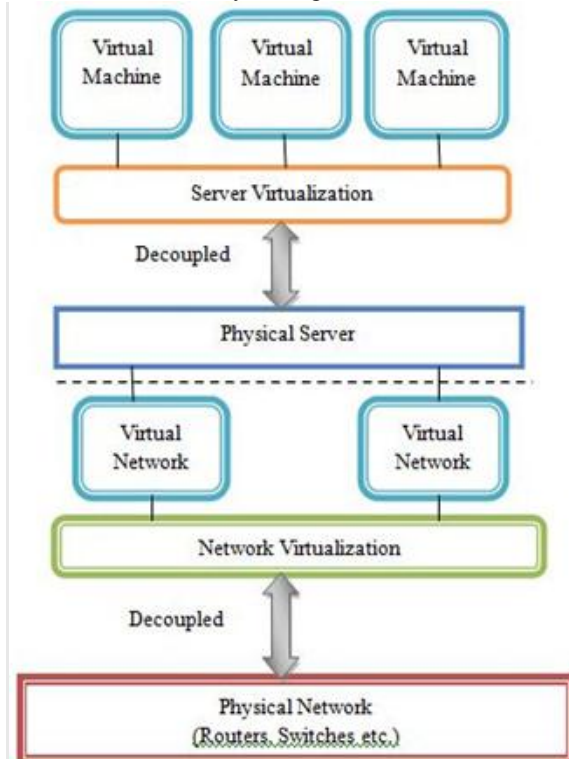 Virtual Machine
Virtual Machine
Virtual Machine
Server Virtualization
Decoupled
Physical Server
Virtual Network
Virtual Network
Network Virtualization
Decoupled
Physical Network
(Routers, Switches etc.)